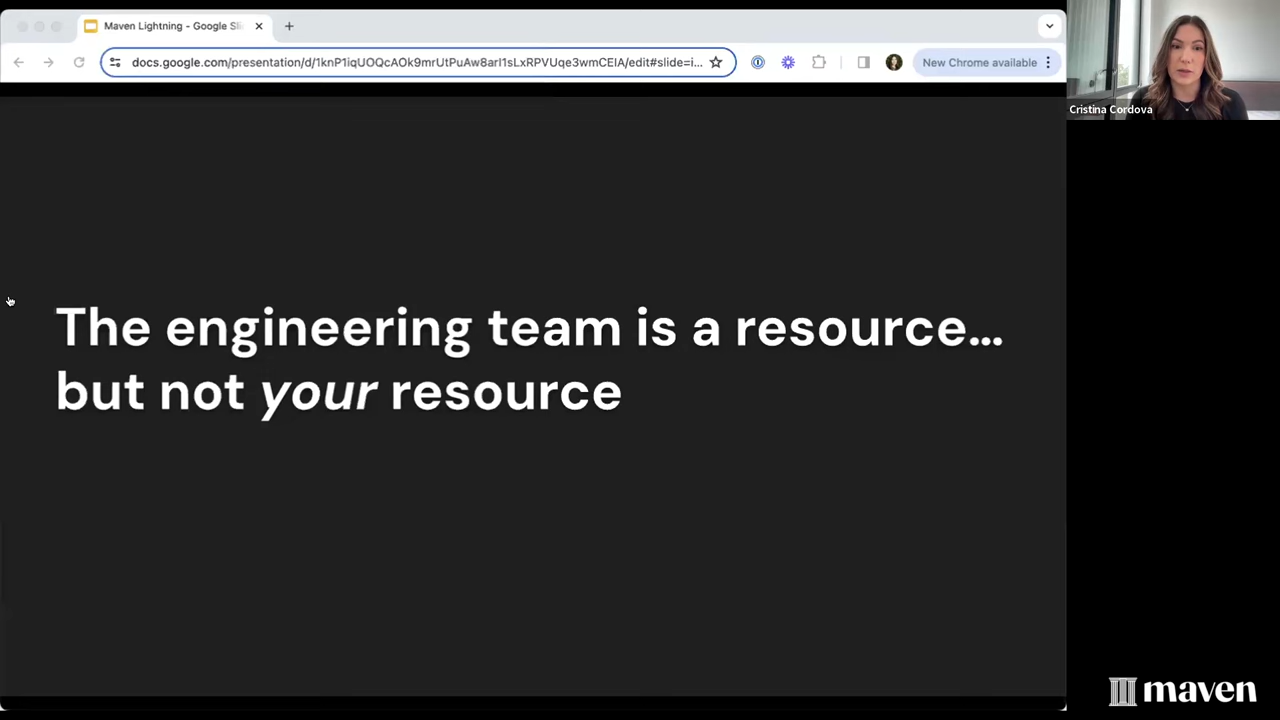 Maven Lightning - Google Sli
docs.google.com/presentation/d/1knP1iqUOQcAOk9mrUtPuAw8arI1sLxRPVUqe3wmCEIA/edit#slide=i...
New Chrome available
Cristina Cordova
The engineering team is a resource...
but not your resource
maven